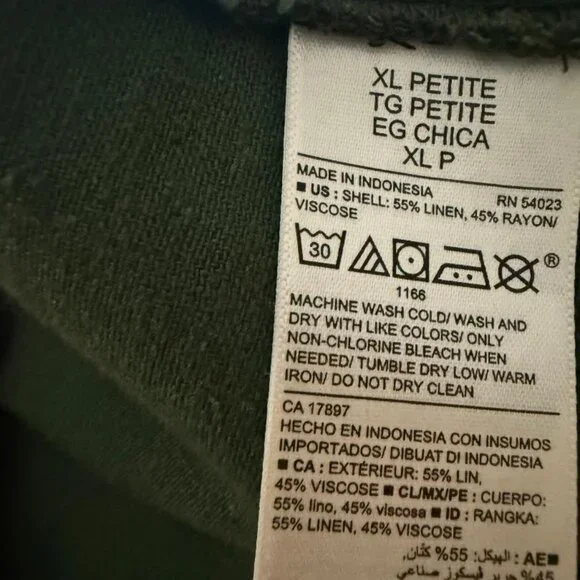 XL PETITE
TG PETITE
EG CHICA
XL P
MADE IN INDONESIA RN 54023
■ US : SHELL: 55% LINEN, 45% RAYON/
VISCOSE
30 ®
1166
MACHINE WASH COLD/ WASH AND
DRY WITH LIKE COLORS/ ONLY
NON-CHLORINE BLEACH WHEN
NEEDED/ TUMBLE DRY LOW/ WARM
IRON/ DO NOT DRY CLEAN
CA 17897
HECHO EN INDONESIA CON INSUMOS
IMPORTADOS/ DIBUAT DI INDONESIA
■ CA : EXTÉRIEUR: 55% LIN,
45% VISCOSE ■ CL/MX/PE : CUERPO:
55% lino, 45% viscosa ■ ID : RANGKA:
55% LINEN, 45% VISCOSE
■AE : الهيكل: 55% كتان,